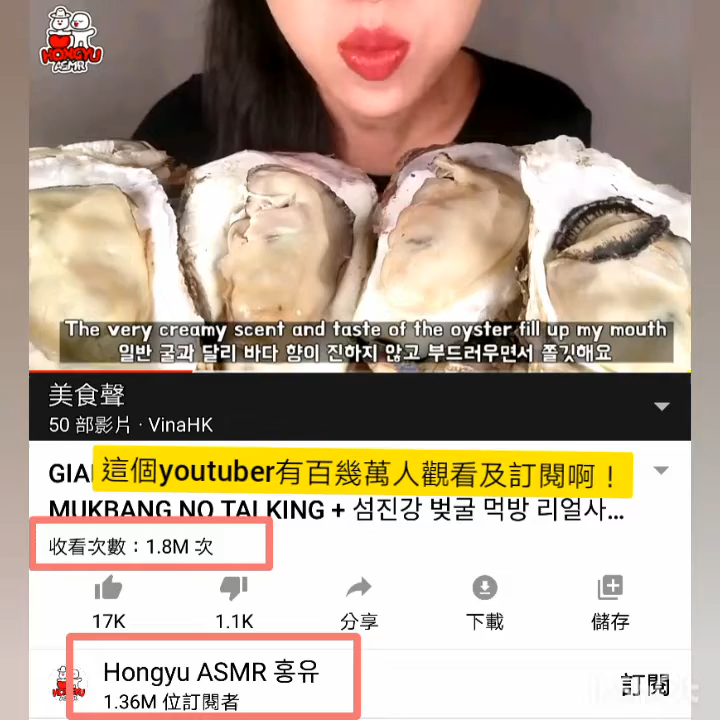 HONGYU
ASMR
The very creamy scent and taste of the oyster fill up my mouth
일반 굴과 달리 바다 향이 진하지 않고 부드러우면서 쫄깃해요
美食聲
50 部影片 · VinaHK
這個youtuber有百幾萬人觀看及訂閱啊！
GIA
MUKBANG NO TALKING + 섬진강 벚굴 먹방 리얼사...
收看次數：1.8M 次
17K 1.1K 分享 下載 儲存
Hongyu ASMR 홍유
1.36M 位訂閱者
訂閱